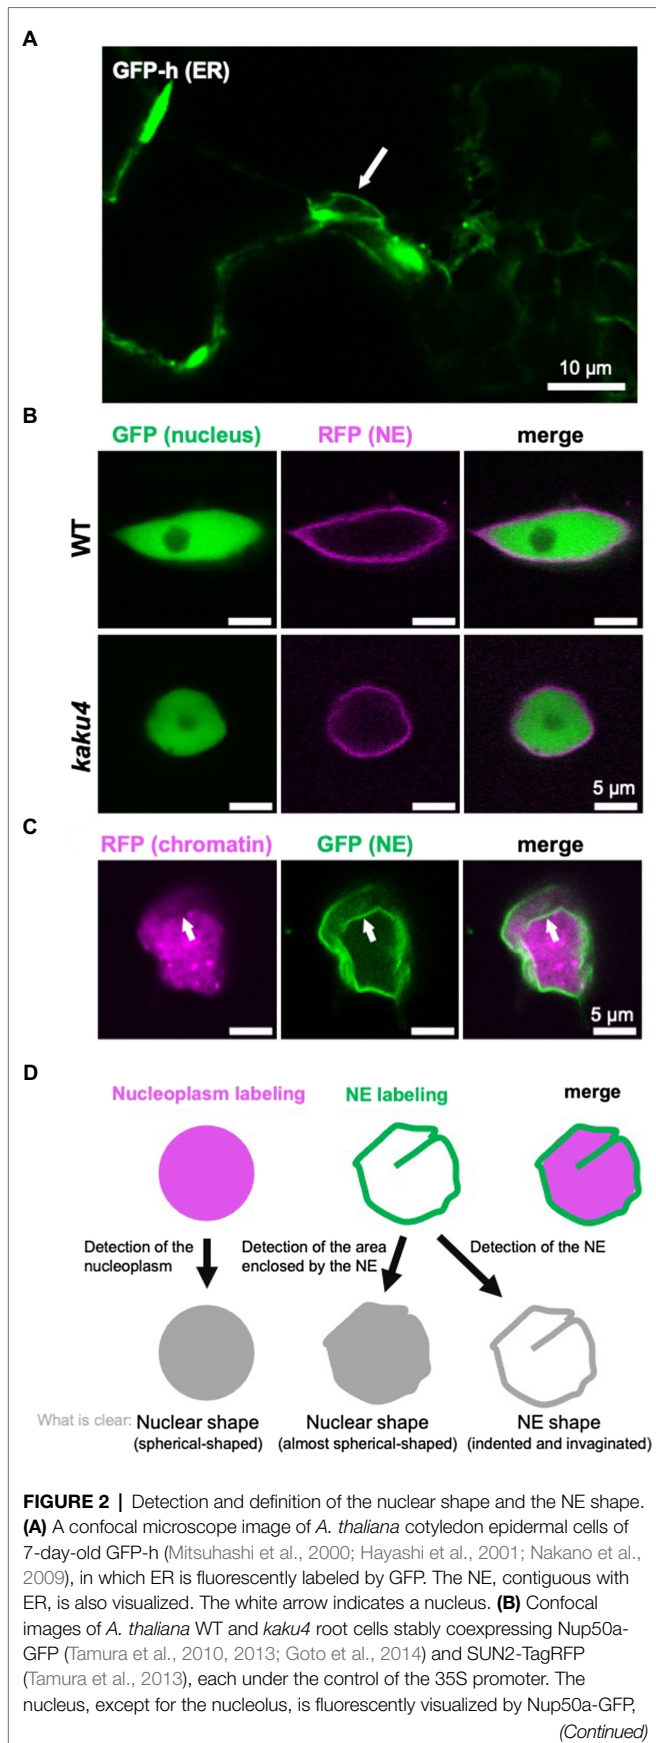 A
GFP-h (ER)
10 µm
B
GFP (nucleus) RFP (NE) merge
WT
kaku4
5 µm
C
RFP (chromatin) GFP (NE) merge
5 µm
D
Nucleoplasm labeling NE labeling merge
Detection of the nucleoplasm
Detection of the area enclosed by the NE
Detection of the NE
What is clear: Nuclear shape Nuclear shape NE shape
(spherical-shaped) (almost spherical-shaped) (indented and invaginated)
FIGURE 2 | Detection and definition of the nuclear shape and the NE shape.
(A) A confocal microscope image of A. thaliana cotyledon epidermal cells of
7-day-old GFP-h (Mitsuhashi et al., 2000; Hayashi et al., 2001; Nakano et al.,
2009), in which ER is fluorescently labeled by GFP. The NE, contiguous with
ER, is also visualized. The white arrow indicates a nucleus. (B) Confocal
images of A. thaliana WT and kaku4 root cells stably coexpressing Nup50a-
GFP (Tamura et al., 2010, 2013; Goto et al., 2014) and SUN2-TagRFP
(Tamura et al., 2013), each under the control of the 35S promoter. The
nucleus, except for the nucleolus, is fluorescently visualized by Nup50a-GFP,
(Continued)